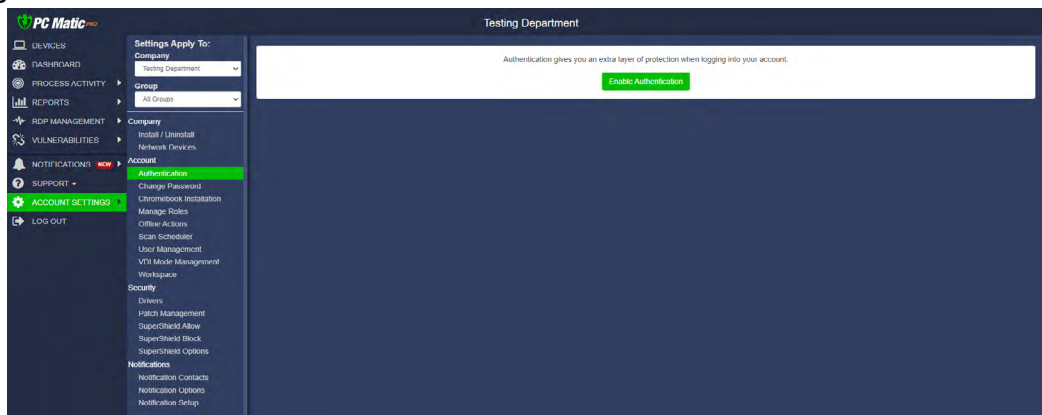 PC Matic PRO
Testing Department
DEVICES
DASHBOARD
PROCESS ACTIVITY
REPORTS
RDP MANAGEMENT
VULNERABILITIES
NOTIFICATIONS NEW
SUPPORT
ACCOUNT SETTINGS
LOG OUT
Settings Apply To:
Company
Testing Department
Group
All Groups
Company
Install / Uninstall
Network Devices
Account
Authentication
Change Password
Chromebook Installation
Manage Roles
Offline Actions
Scan Scheduler
User Management
VDI Mode Management
Workspace
Security
Drivers
Patch Management
SuperShield Allow
SuperShield Block
SuperShield Options
Notifications
Notification Contacts
Notification Options
Notification Setup
Authentication gives you an extra layer of protection when logging into your account.
Enable Authentication